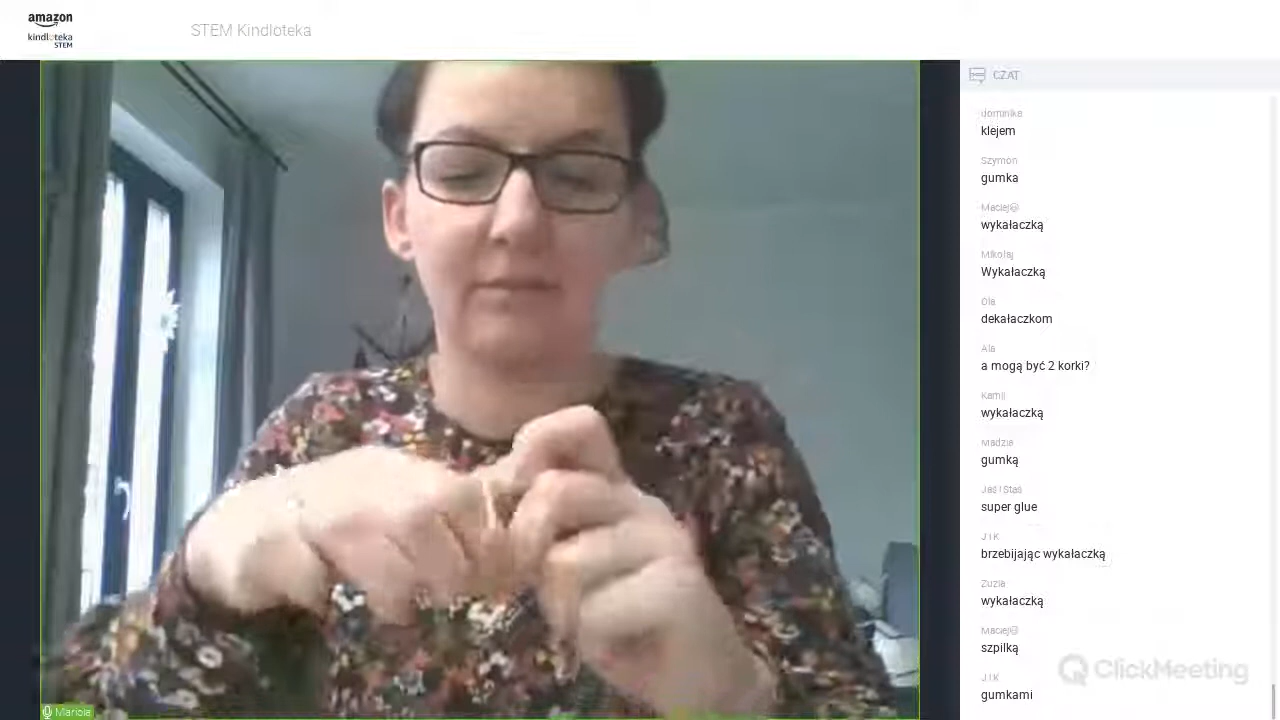 amazon
kindloteka
STEM
STEM Kindloteka
CZAT
dominika
klejem
Szymon
gumka
Maciej
wykałaczką
Mikołaj
Wykałaczką
Ola
dekałaczkom
Ala
a mogą być 2 korki?
Kamil
wykałaczką
Madzia
gumką
Jaś i Staś
super glue
J i K
brzebijając wykałaczką
Zuzia
wykałaczką
Maciej
szpilką
J i K
gumkami
ClickMeeting
Mariola